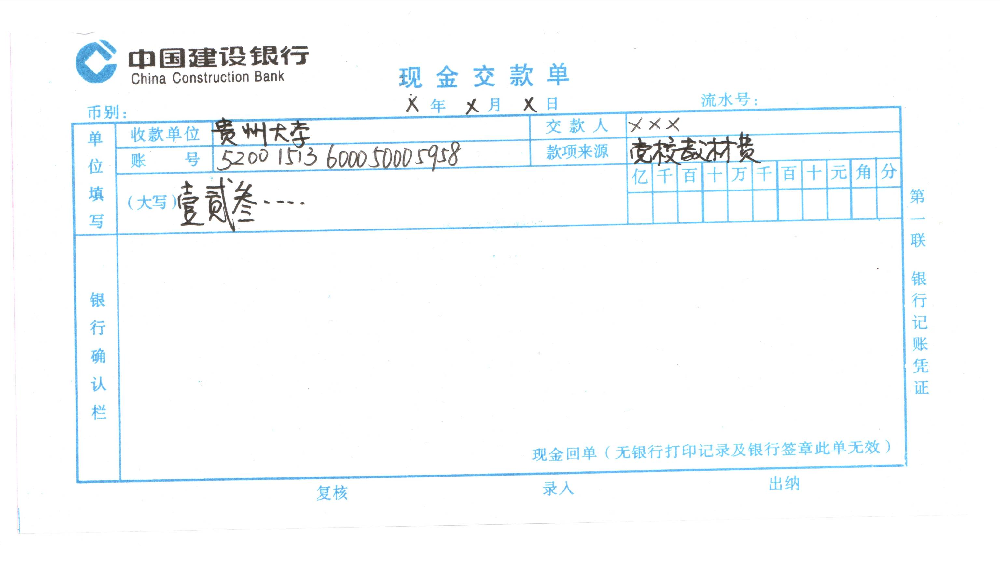 中国建设银行
China Construction Bank
现金交款单
X 年 X 月 X 日
流水号:
币别:
单位填写
收款单位 贵州大学
交款人 XXX
账号 52001513600050005958
款项来源 党校教材费
(大写) 壹贰叁-----
亿 千 百 十 万 千 百 十 元 角 分
第一联 银行记账凭证
银行确认栏
现金回单(无银行打印记录及银行签章此单无效)
复核 录入 出纳